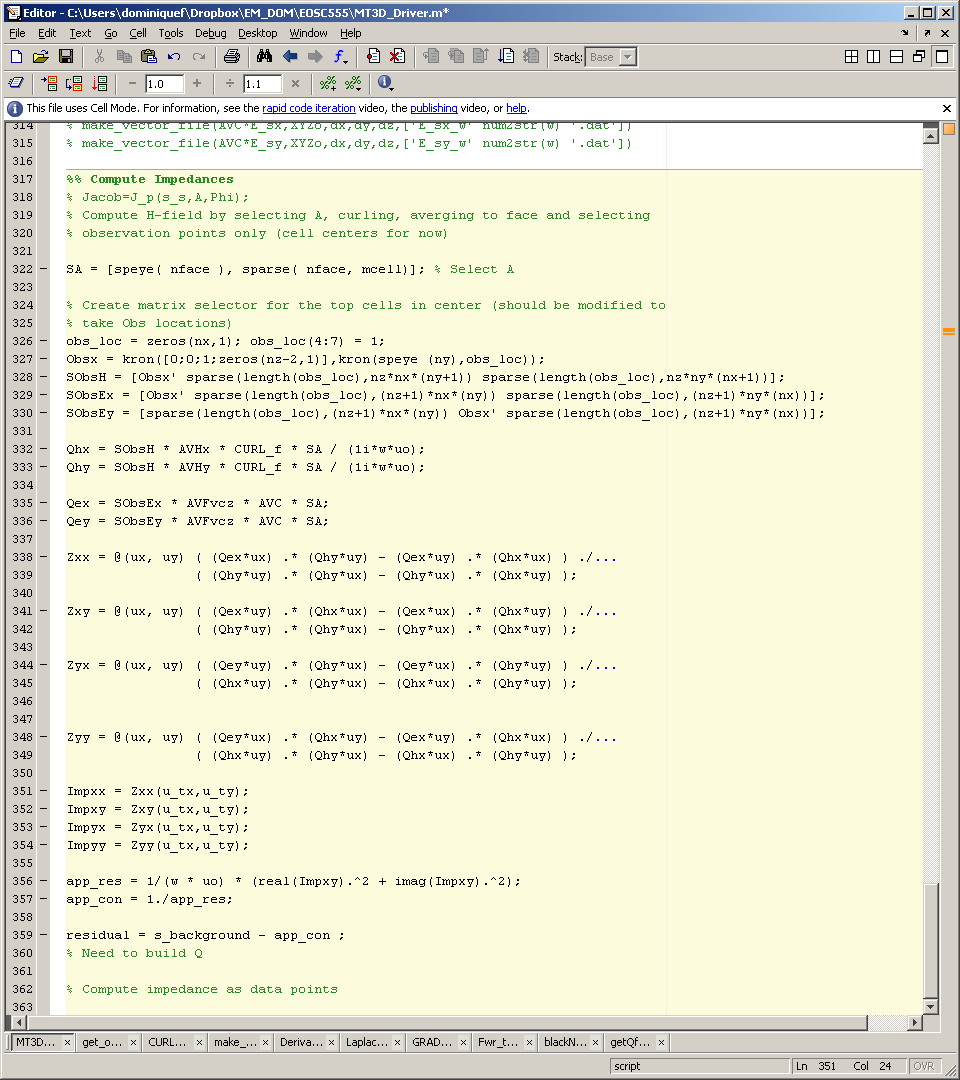 Editor - C:\Users\dominiquef\Dropbox\EM_DOM\EOSC555\MT3D_Driver.m*
File Edit Text Go Cell Tools Debug Desktop Window Help
Stack: Base
1.0 1.1
This file uses Cell Mode. For information, see the rapid code iteration video, the publishing video, or help.
314 % make_vector_file(AVC*E_sx,XYZo,dx,dy,dz,['E_sx_w' num2str(w) '.dat'])
315 % make_vector_file(AVC*E_sy,XYZo,dx,dy,dz,['E_sy_w' num2str(w) '.dat'])
316
317 %% Compute Impedances
318 % Jacob=J_p(s_s,A,Phi);
319 % Compute H-field by selecting A, curling, averging to face and selecting
320 % observation points only (cell centers for now)
321
322 – SA = [speye( nface ), sparse( nface, mcell)]; % Select A
323
324 % Create matrix selector for the top cells in center (should be modified to
325 % take Obs locations)
326 – obs_loc = zeros(nx,1); obs_loc(4:7) = 1;
327 – Obsx = kron([0;0;1;zeros(nz-2,1)],kron(speye (ny),obs_loc));
328 – SObsH = [Obsx' sparse(length(obs_loc),nz*nx*(ny+1)) sparse(length(obs_loc),nz*ny*(nx+1))];
329 – SObsEx = [Obsx' sparse(length(obs_loc),(nz+1)*nx*(ny)) sparse(length(obs_loc),(nz+1)*ny*(nx))];
330 – SObsEy = [sparse(length(obs_loc),(nz+1)*nx*(ny)) Obsx' sparse(length(obs_loc),(nz+1)*ny*(nx))];
331
332 – Qhx = SObsH * AVHx * CURL_f * SA / (1i*w*uo);
333 – Qhy = SObsH * AVHy * CURL_f * SA / (1i*w*uo);
334
335 – Qex = SObsEx * AVFvcz * AVC * SA;
336 – Qey = SObsEy * AVFvcz * AVC * SA;
337
338 – Zxx = @(ux, uy) ( (Qex*ux) .* (Qhy*uy) - (Qex*uy) .* (Qhx*ux) ) ./...
339 ( (Qhy*uy) .* (Qhy*ux) - (Qhy*ux) .* (Qhx*uy) );
340
341 – Zxy = @(ux, uy) ( (Qex*uy) .* (Qhx*ux) - (Qex*ux) .* (Qhx*uy) ) ./...
342 ( (Qhy*uy) .* (Qhx*ux) - (Qhy*ux) .* (Qhx*uy) );
343
344 – Zyx = @(ux, uy) ( (Qey*ux) .* (Qhy*uy) - (Qey*uy) .* (Qhy*ux) ) ./...
345 ( (Qhx*uy) .* (Qhy*ux) - (Qhx*ux) .* (Qhy*uy) );
346
347
348 – Zyy = @(ux, uy) ( (Qey*ux) .* (Qhx*uy) - (Qex*uy) .* (Qhx*ux) ) ./...
349 ( (Qhx*uy) .* (Qhy*ux) - (Qhx*ux) .* (Qhy*uy) );
350
351 – Impxx = Zxx(u_tx,u_ty);
352 – Impxy = Zxy(u_tx,u_ty);
353 – Impyx = Zyx(u_tx,u_ty);
354 – Impyy = Zyy(u_tx,u_ty);
355
356 – app_res = 1/(w * uo) * (real(Impxy).^2 + imag(Impxy).^2);
357 – app_con = 1./app_res;
358
359 – residual = s_background - app_con ;
360 % Need to build Q
361
362 % Compute impedance as data points
363
MT3D... get_o... CURL... make_... Deriva... Laplac... GRAD... Fwr_t... blackN... getQf...
script Ln 351 Col 24 OVR